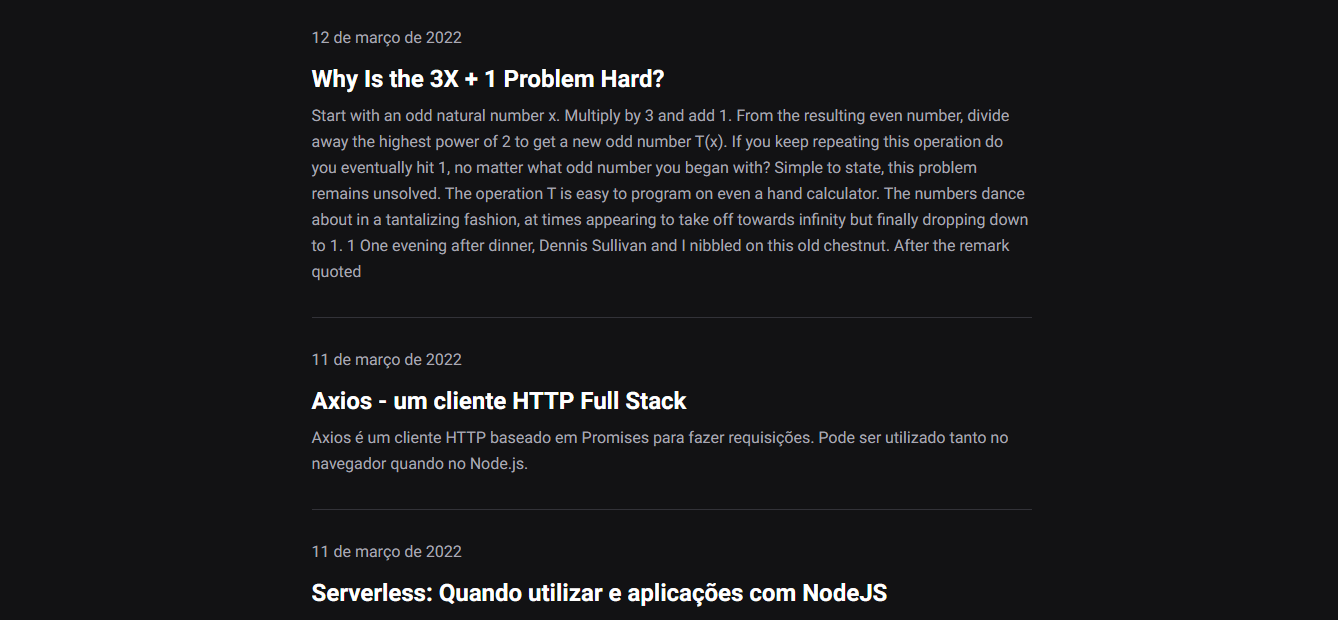 12 de março de 2022
Why Is the 3X + 1 Problem Hard?
Start with an odd natural number x. Multiply by 3 and add 1. From the resulting even number, divide
away the highest power of 2 to get a new odd number T(x). If you keep repeating this operation do
you eventually hit 1, no matter what odd number you began with? Simple to state, this problem
remains unsolved. The operation T is easy to program on even a hand calculator. The numbers dance
about in a tantalizing fashion, at times appearing to take off towards infinity but finally dropping down
to 1. 1 One evening after dinner, Dennis Sullivan and I nibbled on this old chestnut. After the remark
quoted
11 de março de 2022
Axios - um cliente HTTP Full Stack
Axios é um cliente HTTP baseado em Promises para fazer requisições. Pode ser utilizado tanto no
navegador quando no Node.js.
11 de março de 2022
Serverless: Quando utilizar e aplicações com NodeJS